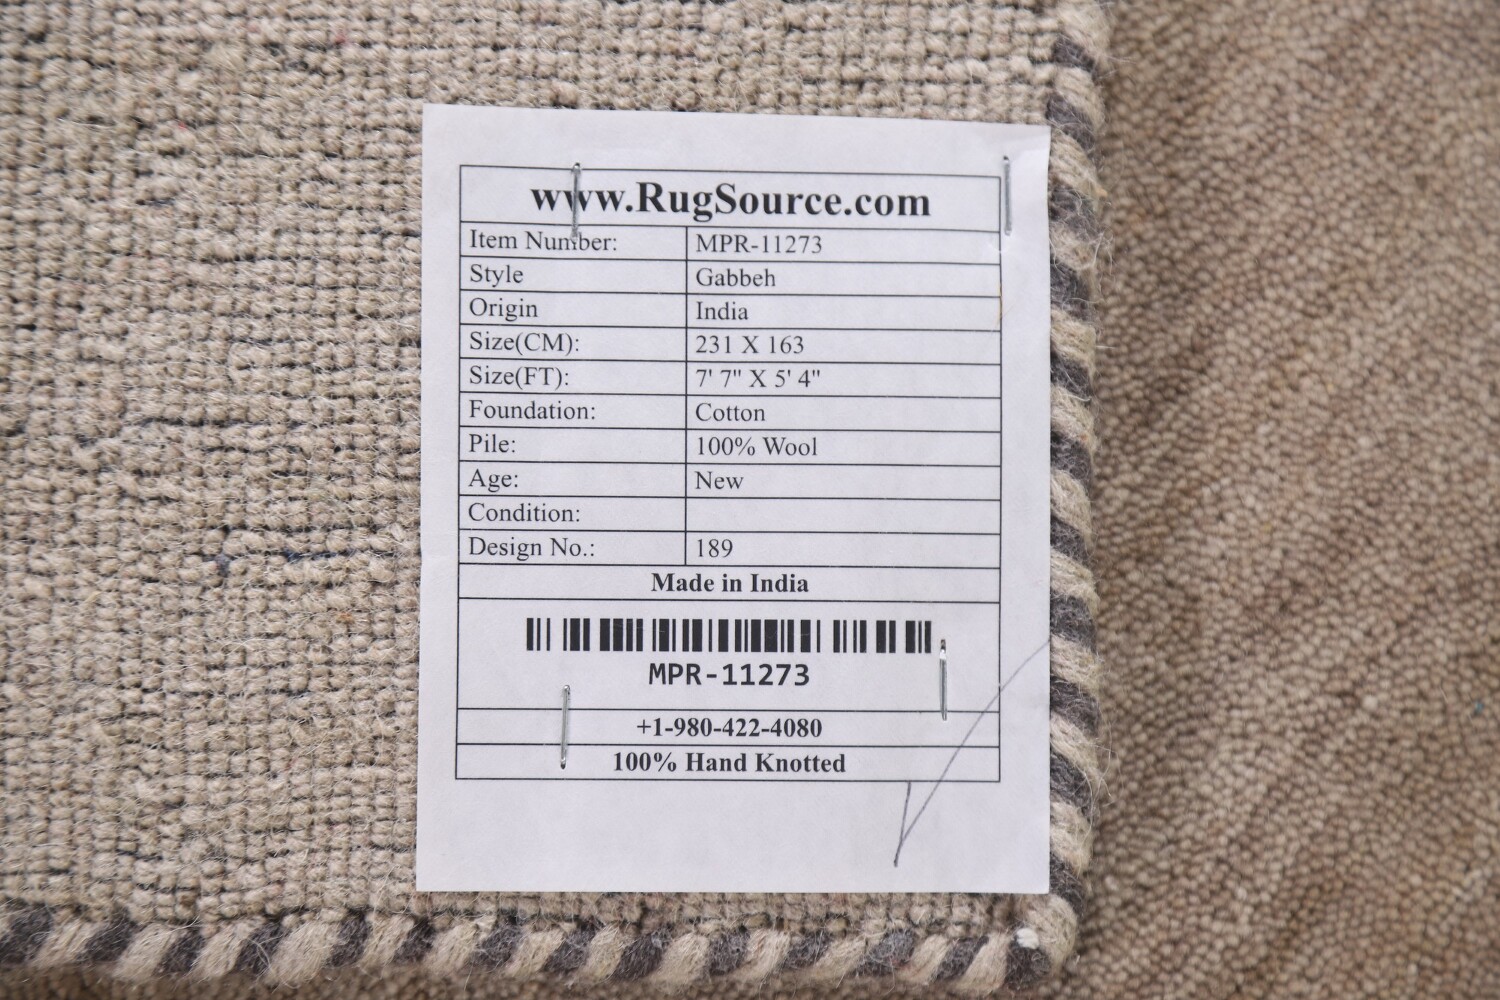 www.RugSource.com
Item Number: MPR-11273
Style Gabbeh
Origin India
Size(CM): 231 X 163
Size(FT): 7' 7" X 5' 4"
Foundation: Cotton
Pile: 100% Wool
Age: New
Condition:
Design No.: 189
Made in India
MPR-11273
+1-980-422-4080
100% Hand Knotted